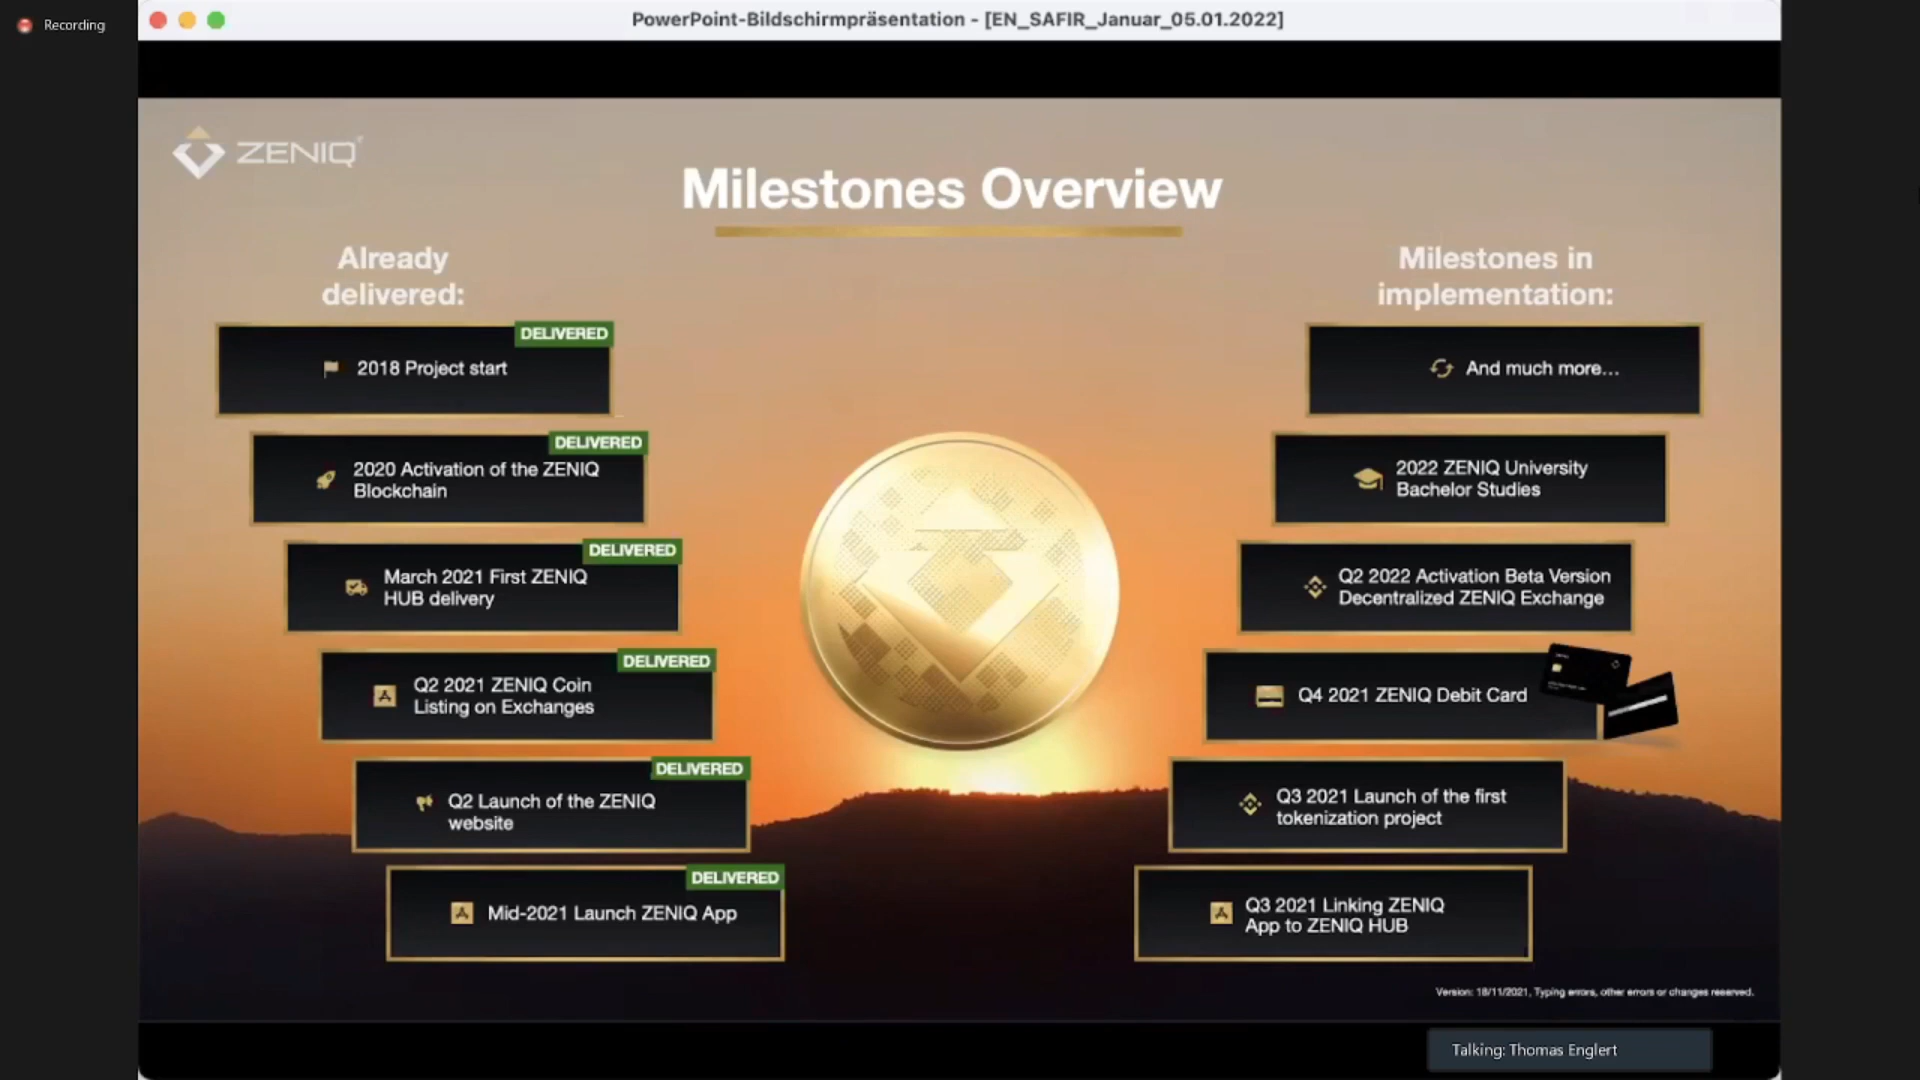 Recording
PowerPoint-Bildschirmpräsentation - [EN_SAFIR_Januar_05.01.2022]
ZENIQ
Milestones Overview
Already
delivered:
DELIVERED
2018 Project start
DELIVERED
2020 Activation of the ZENIQ
Blockchain
DELIVERED
March 2021 First ZENIQ
HUB delivery
DELIVERED
Q2 2021 ZENIQ Coin
Listing on Exchanges
DELIVERED
Q2 Launch of the ZENIQ
website
DELIVERED
Mid-2021 Launch ZENIQ App
Milestones in
implementation:
And much more...
2022 ZENIQ University
Bachelor Studies
Q2 2022 Activation Beta Version
Decentralized ZENIQ Exchange
Q4 2021 ZENIQ Debit Card
Q3 2021 Launch of the first
tokenization project
Q3 2021 Linking ZENIQ
App to ZENIQ HUB
Version: 18/11/2021, Typing errors, other errors or changes reserved.
Talking: Thomas Englert